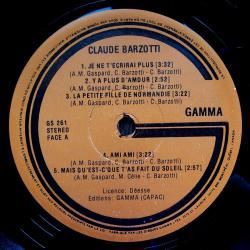 CLAUDE BARZOTTI
1. JE NE T'ECRIRAI PLUS [3:32]
(A.M. Gaspard, C. Barzotti - C. Barzotti)
2. Y A PLUS D'AMOUR [2:52]
(A.M. Gaspard, C. Barzotti - C. Barzotti)
3. LA PETITE FILLE DE NORMANDIE [3:22]
(A.M. Gaspard, C. Barzotti - C. Barzotti)
GAMMA
GS 261
STEREO
FACE A
4. AMI AMI [3:22]
(A.M. Gaspard, C. Barzotti - C. Barzotti)
5. MAIS QU'EST-C'QUE T'AS FAIT DU SOLEIL [2:57]
(A.M. Gaspard, M. Célie - C. Barzotti)
Licence: Déesse
Editions: GAMMA (CAPAC)